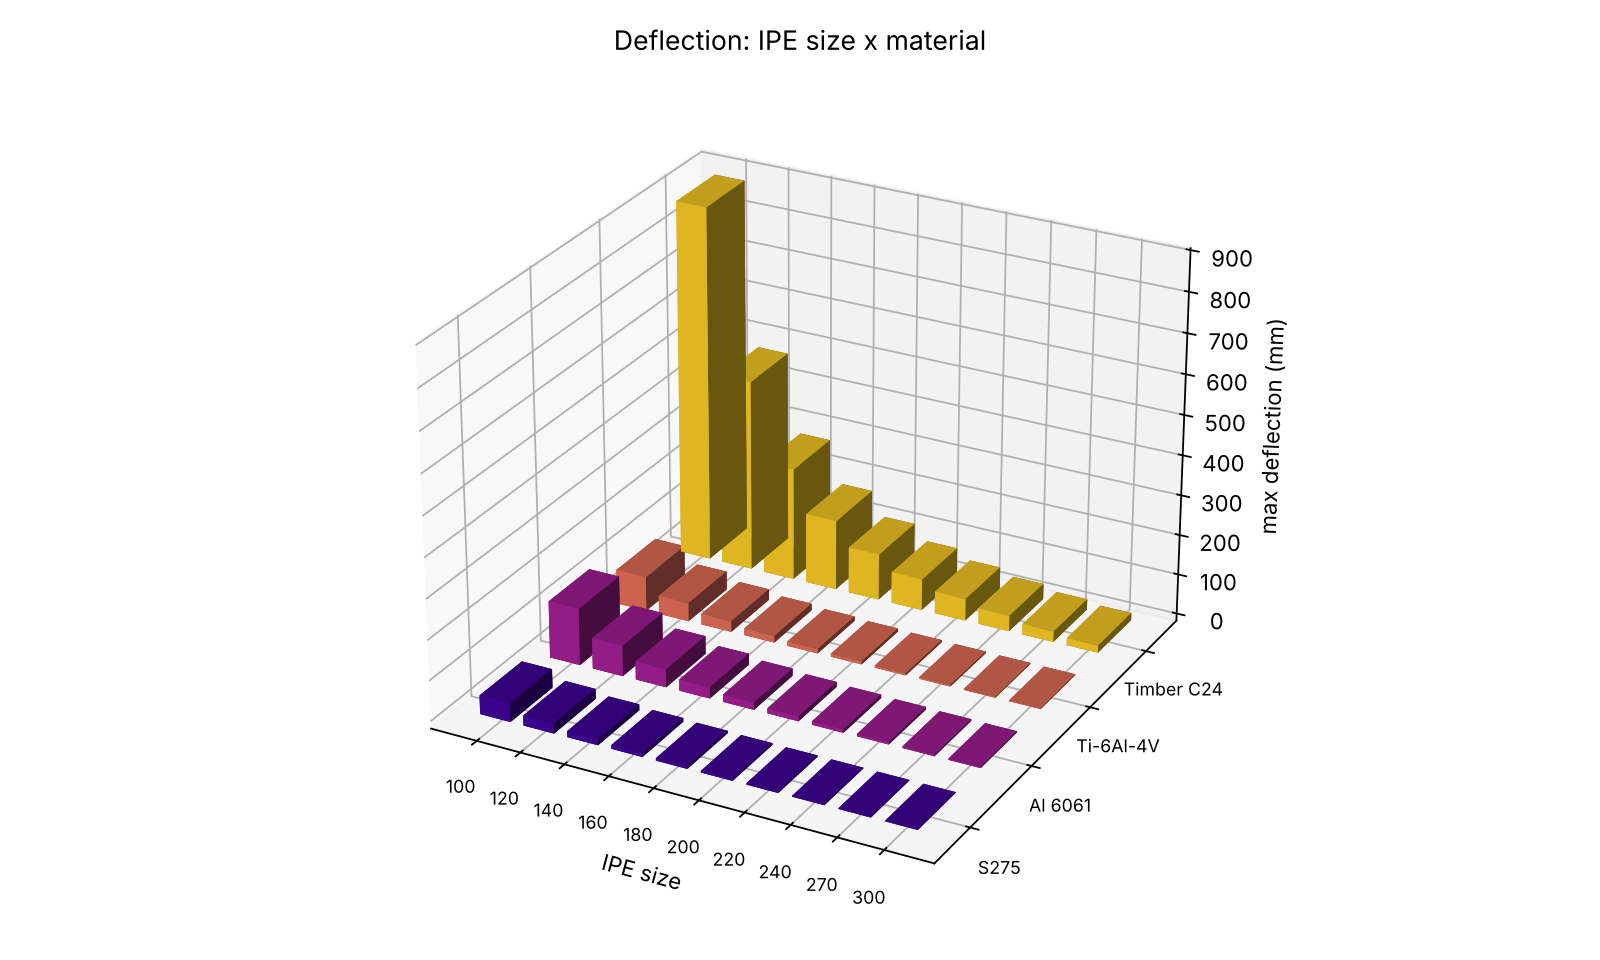 Deflection: IPE size x material
900
800
700
600
500
400
300
200
100
0
max deflection (mm)
Timber C24
Ti-6Al-4V
Al 6061
S275
100
120
140
160
180
200
220
240
270
300
IPE size